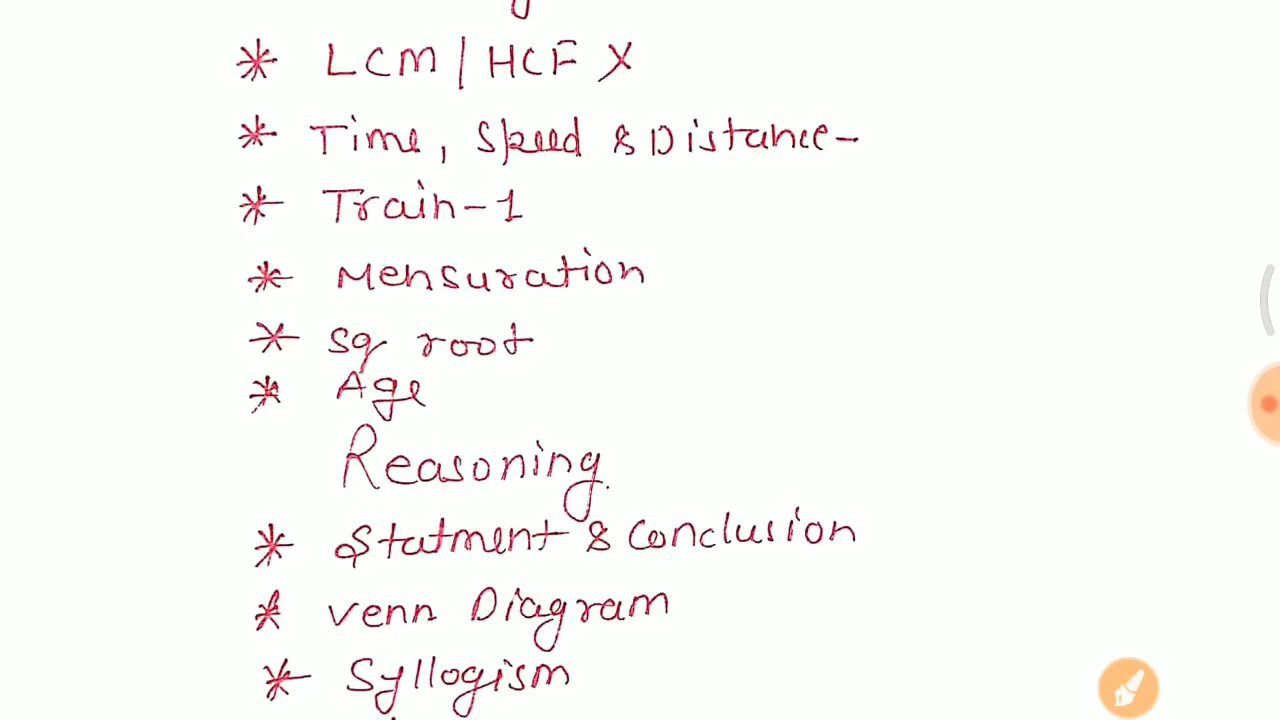 * LCM / HCF X
* Time, Speed & Distance -
* Train - 1
* Mensuration
* Sq root
* Age
Reasoning.
* Statment & Conclusion
* Venn Diagram
* Syllogism